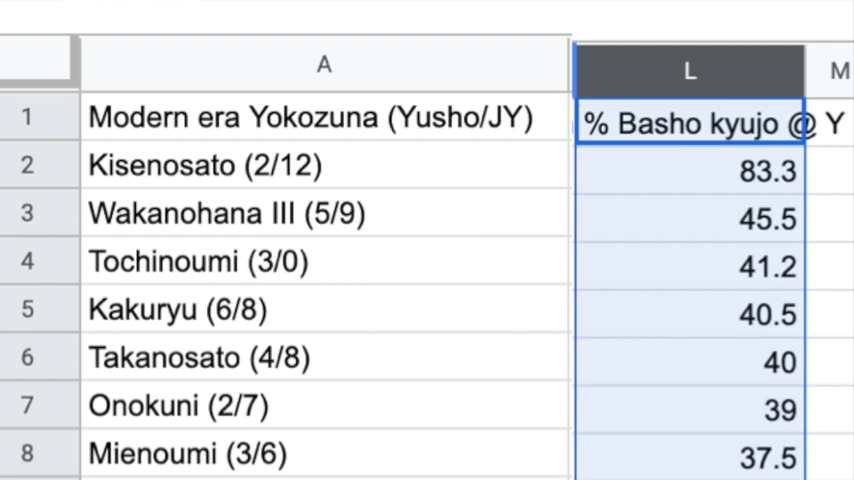 A L M
1 Modern era Yokozuna (Yusho/JY) % Basho kyujo @ Y
2 Kisenosato (2/12) 83.3
3 Wakanohana III (5/9) 45.5
4 Tochinoumi (3/0) 41.2
5 Kakuryu (6/8) 40.5
6 Takanosato (4/8) 40
7 Onokuni (2/7) 39
8 Mienoumi (3/6) 37.5